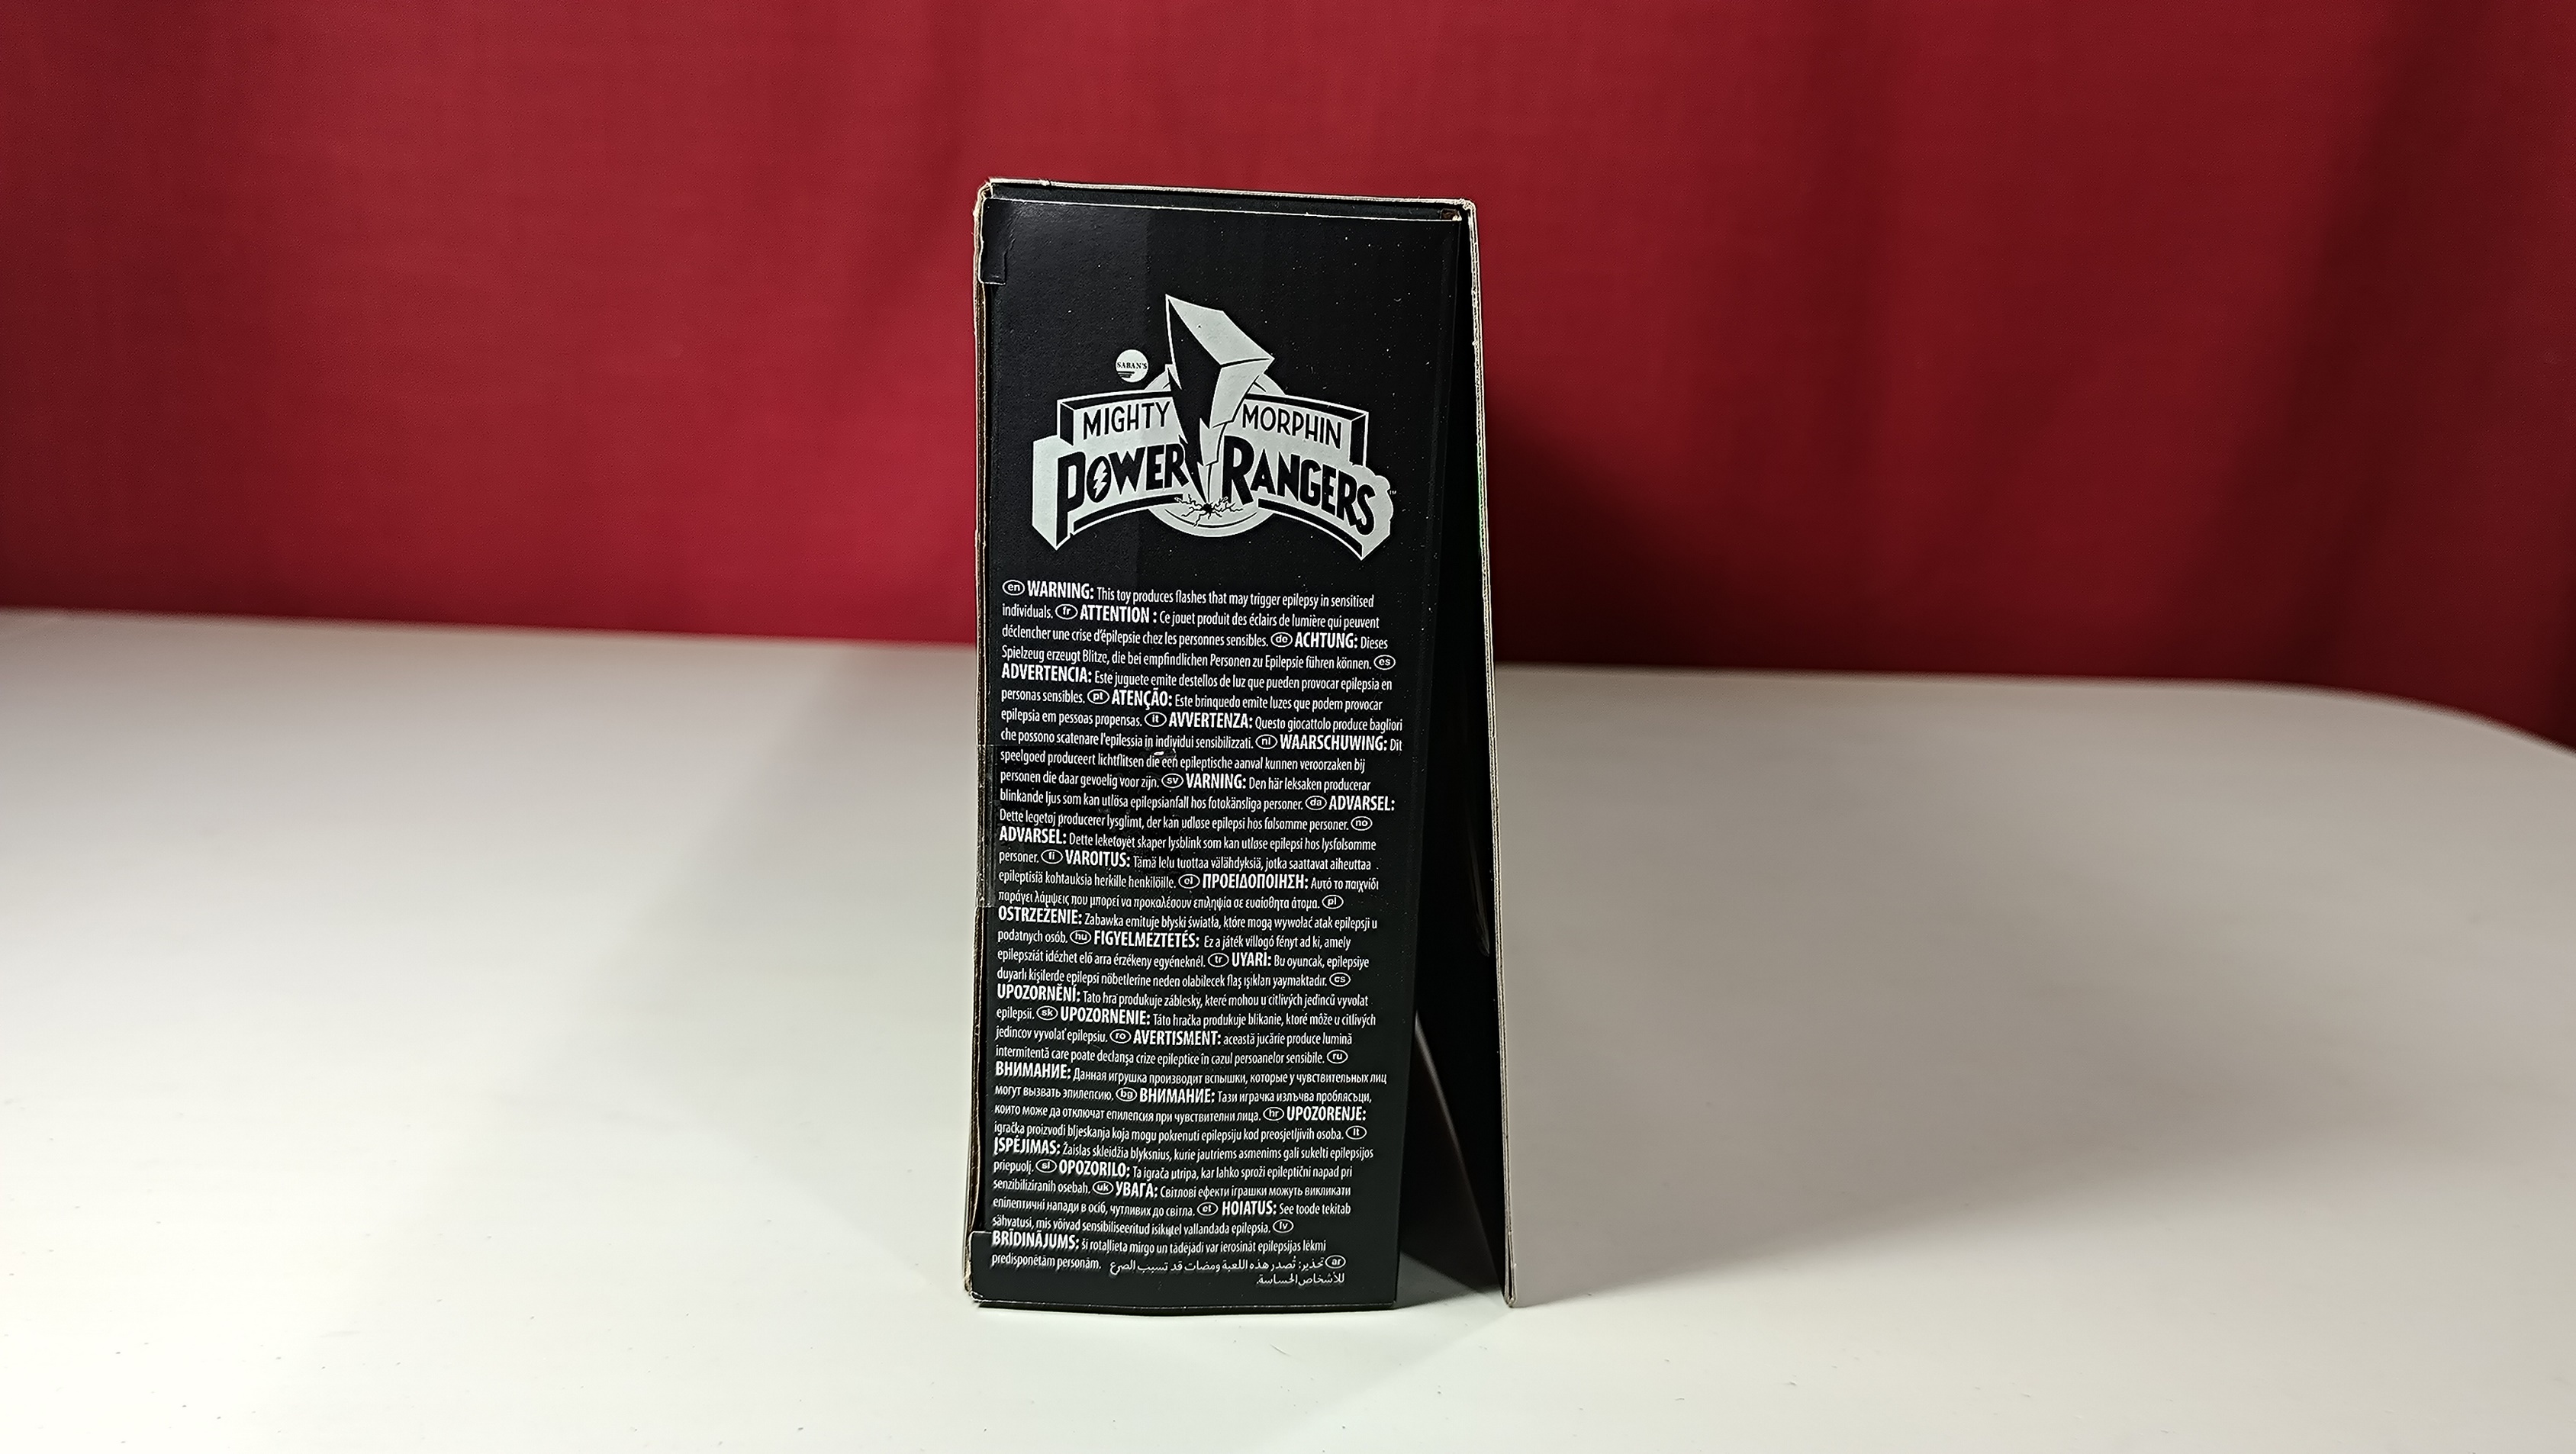 SABAN'S
MIGHTY MORPHIN
POWER RANGERS™
en WARNING: This toy produces flashes that may trigger epilepsy in sensitised
individuals. fr ATTENTION : Ce jouet produit des éclairs de lumière qui peuvent
déclencher une crise d'épilepsie chez les personnes sensibles. de ACHTUNG: Dieses
Spielzeug erzeugt Blitze, die bei empfindlichen Personen zu Epilepsie führen können. es
ADVERTENCIA: Este juguete emite destellos de luz que pueden provocar epilepsia en
personas sensibles. pt ATENÇÃO: Este brinquedo emite luzes que podem provocar
epilepsia em pessoas propensas. it AVVERTENZA: Questo giocattolo produce bagliori
che possono scatenare l'epilessia in individui sensibilizzati. nl WAARSCHUWING: Dit
speelgoed produceert lichtflitsen die een epileptische aanval kunnen veroorzaken bij
personen die daar gevoelig voor zijn. sv VARNING: Den här leksaken producerar
blinkande ljus som kan utlösa epilepsianfall hos fotokänsliga personer. da ADVARSEL:
Dette legetøj producerer lysglimt, der kan udløse epilepsi hos følsomme personer. no
ADVARSEL: Dette leketøyet skaper lysblink som kan utløse epilepsi hos lysfølsomme
personer. fi VAROITUS: Tämä lelu tuottaa välähdyksiä, jotka saattavat aiheuttaa
epileptisiä kohtauksia herkille henkilöille. el ΠΡΟΕΙΔΟΠΟΙΗΣΗ: Αυτό το παιχνίδι
παράγει λάμψεις που μπορεί να προκαλέσουν επιληψία σε ευαίσθητα άτομα. pl
OSTRZEŻENIE: Zabawka emituje błyski światła, które mogą wywołać atak epilepsji u
podatnych osób. hu FIGYELMEZTETÉS: Ez a játék villogó fényt ad ki, amely
epilepsziát idézhet elő arra érzékeny egyéneknél. tr UYARI: Bu oyuncak, epilepsiye
duyarlı kişilerde epilepsi nöbetlerine neden olabilecek flaş ışıkları yaymaktadır. cs
UPOZORNĚNÍ: Tato hra produkuje záblesky, které mohou u citlivých jedinců vyvolat
epilepsii. sk UPOZORNENIE: Táto hračka produkuje blikanie, ktoré môže u citlivých
jedincov vyvolať epilepsiu. ro AVERTISMENT: această jucărie produce lumină
intermitentă care poate declanşa crize epileptice în cazul persoanelor sensibile. ru
ВНИМАНИЕ: Данная игрушка производит вспышки, которые у чувствительных лиц
могут вызвать эпилепсию. bg ВНИМАНИЕ: Тази играчка излъчва проблясъци,
които може да отключат епилепсия при чувствителни лица. hr UPOZORENJE:
igračka proizvodi bljeskanja koja mogu pokrenuti epilepsiju kod preosjetljivih osoba. lt
ĮSPĖJIMAS: Žaislas skleidžia blyksnius, kurie jautriems asmenims gali sukelti epilepsijos
priepuolį. sl OPOZORILO: Ta igrača utripa, kar lahko sproži epileptični napad pri
senzibiliziranih osebah. uk УВАГА: Світлові ефекти іграшки можуть викликати
епілептичні напади в осіб, чутливих до світла. et HOIATUS: See toode tekitab
sähvatusi, mis võivad sensibiliseeritud isikutel vallandada epilepsia. lv
BRĪDINĀJUMS: šī rotaļlieta mirgo un tādējādi var ierosināt epilepsijas lēkmi
predisponētām personām. ar تحذير: تُصدر هذه اللعبة ومضات قد تسبب الصرع
للأشخاص الحساسة.